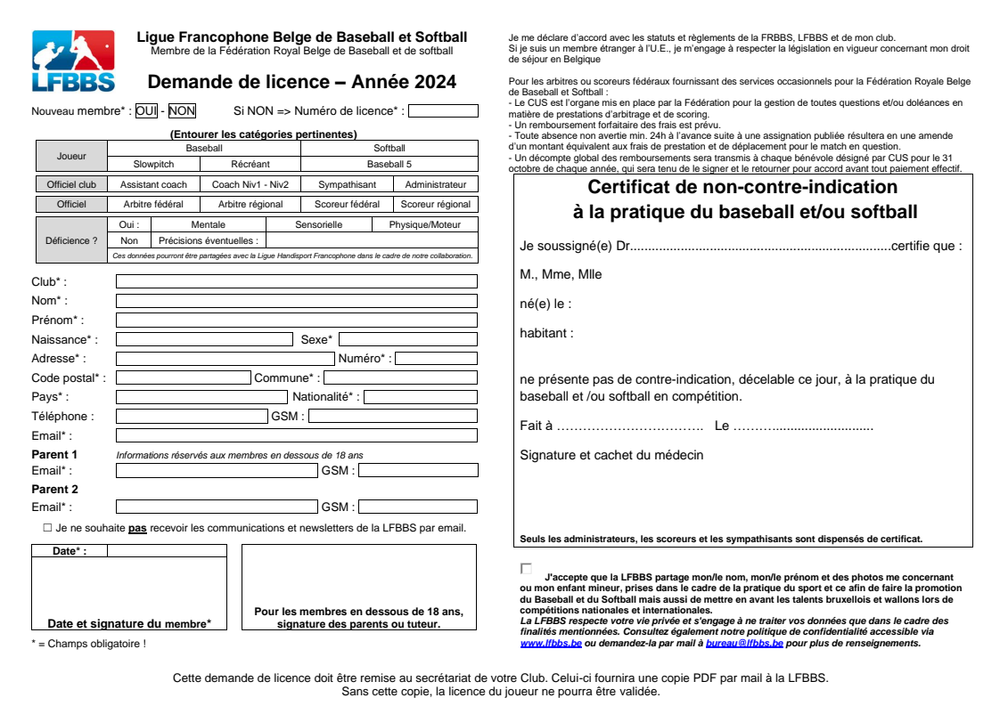 LFBBS
Ligue Francophone Belge de Baseball et Softball
Membre de la Fédération Royal Belge de Baseball et de softball
Demande de licence – Année 2024
Nouveau membre* : OUI - NON Si NON => Numéro de licence* :
(Entourer les catégories pertinentes)
Joueur
Baseball Softball
Slowpitch Récréant Baseball 5
Officiel club Assistant coach Coach Niv1 - Niv2 Sympathisant Administrateur
Officiel Arbitre fédéral Arbitre régional Scoreur fédéral Scoreur régional
Déficience ?
Oui : Mentale Sensorielle Physique/Moteur
Non Précisions éventuelles :
Ces données pourront être partagées avec la Ligue Handisport Francophone dans le cadre de notre collaboration.
Club* :
Nom* :
Prénom* :
Naissance* : Sexe*
Adresse* : Numéro* :
Code postal* : Commune* :
Pays* : Nationalité* :
Téléphone : GSM :
Email* :
Parent 1 Informations réservés aux membres en dessous de 18 ans
Email* : GSM :
Parent 2
Email* : GSM :
☐ Je ne souhaite pas recevoir les communications et newsletters de la LFBBS par email.
Date* :
Date et signature du membre*
Pour les membres en dessous de 18 ans,
signature des parents ou tuteur.
* = Champs obligatoire !
Je me déclare d'accord avec les statuts et règlements de la FRBBS, LFBBS et de mon club.
Si je suis un membre étranger à l'U.E., je m'engage à respecter la législation en vigueur concernant mon droit
de séjour en Belgique
Pour les arbitres ou scoreurs fédéraux fournissant des services occasionnels pour la Fédération Royale Belge
de Baseball et Softball :
- Le CUS est l'organe mis en place par la Fédération pour la gestion de toutes questions et/ou doléances en
matière de prestations d'arbitrage et de scoring.
- Un remboursement forfaitaire des frais est prévu.
- Toute absence non avertie min. 24h à l'avance suite à une assignation publiée résultera en une amende
d'un montant équivalent aux frais de prestation et de déplacement pour le match en question.
- Un décompte global des remboursements sera transmis à chaque bénévole désigné par CUS pour le 31
octobre de chaque année, qui sera tenu de le signer et le retourner pour accord avant tout paiement effectif.
Certificat de non-contre-indication
à la pratique du baseball et/ou softball
Je soussigné(e) Dr......................................................................certifie que :
M., Mme, Mlle
né(e) le :
habitant :
ne présente pas de contre-indication, décelable ce jour, à la pratique du
baseball et /ou softball en compétition.
Fait à ……………………………. Le ………...........................
Signature et cachet du médecin
Seuls les administrateurs, les scoreurs et les sympathisants sont dispensés de certificat.
J'accepte que la LFBBS partage mon/le nom, mon/le prénom et des photos me concernant
ou mon enfant mineur, prises dans le cadre de la pratique du sport et ce afin de faire la promotion
du Baseball et du Softball mais aussi de mettre en avant les talents bruxellois et wallons lors de
compétitions nationales et internationales.
La LFBBS respecte votre vie privée et s'engage à ne traiter vos données que dans le cadre des
finalités mentionnées. Consultez également notre politique de confidentialité accessible via
www.lfbbs.be ou demandez-la par mail à bureau@lfbbs.be pour plus de renseignements.
Cette demande de licence doit être remise au secrétariat de votre Club. Celui-ci fournira une copie PDF par mail à la LFBBS.
Sans cette copie, la licence du joueur ne pourra être validée.